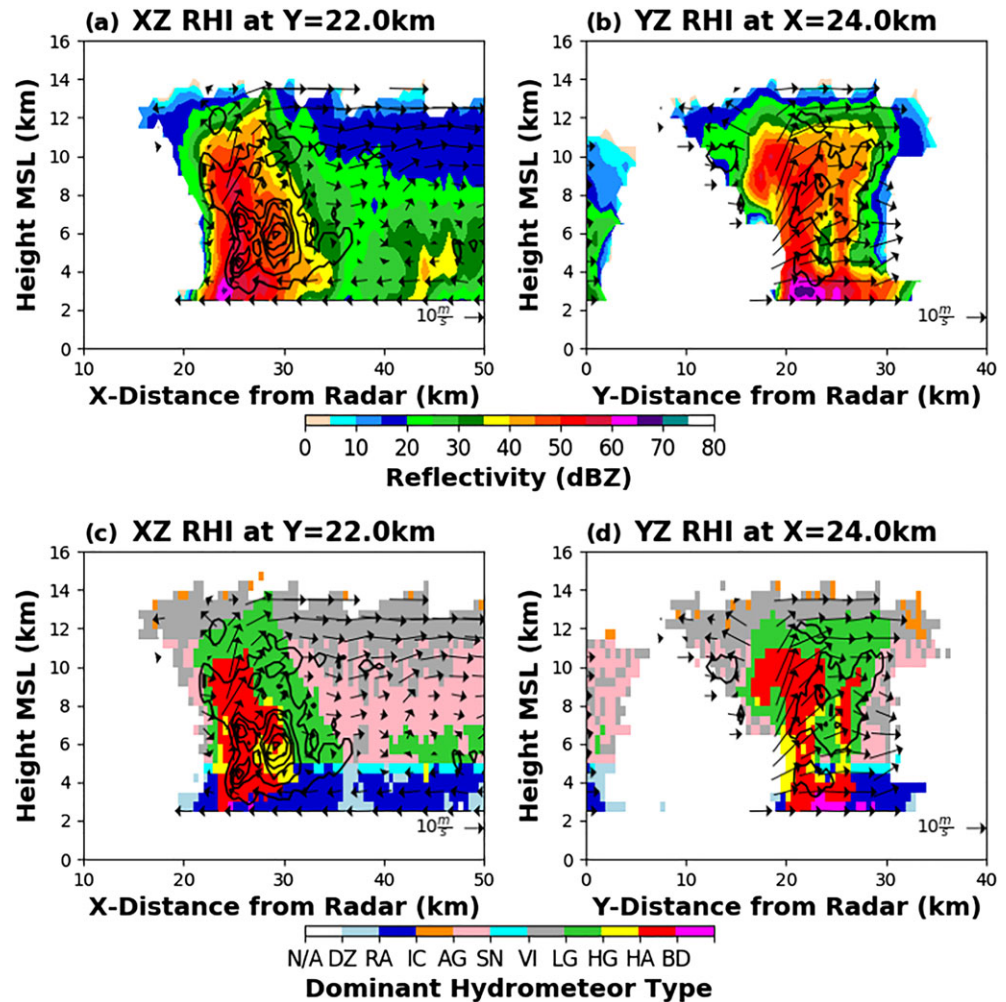 (a) XZ RHI at Y=22.0km
(b) YZ RHI at X=24.0km
Height MSL (km)
16
14
12
10
8
6
4
2
0
10 m/s
10 20 30 40 50
X-Distance from Radar (km)
Height MSL (km)
16
14
12
10
8
6
4
2
0
10 m/s
0 10 20 30 40
Y-Distance from Radar (km)
0 10 20 30 40 50 60 70 80
Reflectivity (dBZ)
(c) XZ RHI at Y=22.0km
(d) YZ RHI at X=24.0km
Height MSL (km)
16
14
12
10
8
6
4
2
0
10 m/s
10 20 30 40 50
X-Distance from Radar (km)
Height MSL (km)
16
14
12
10
8
6
4
2
0
10 m/s
0 10 20 30 40
Y-Distance from Radar (km)
N/A DZ RA IC AG SN VI LG HG HA BD
Dominant Hydrometeor Type